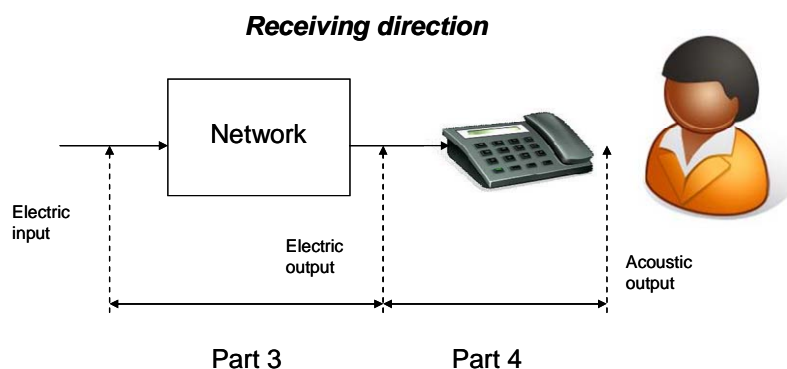 Receiving direction
Network
Electric
input
Electric
output
Acoustic
output
Part 3
Part 4